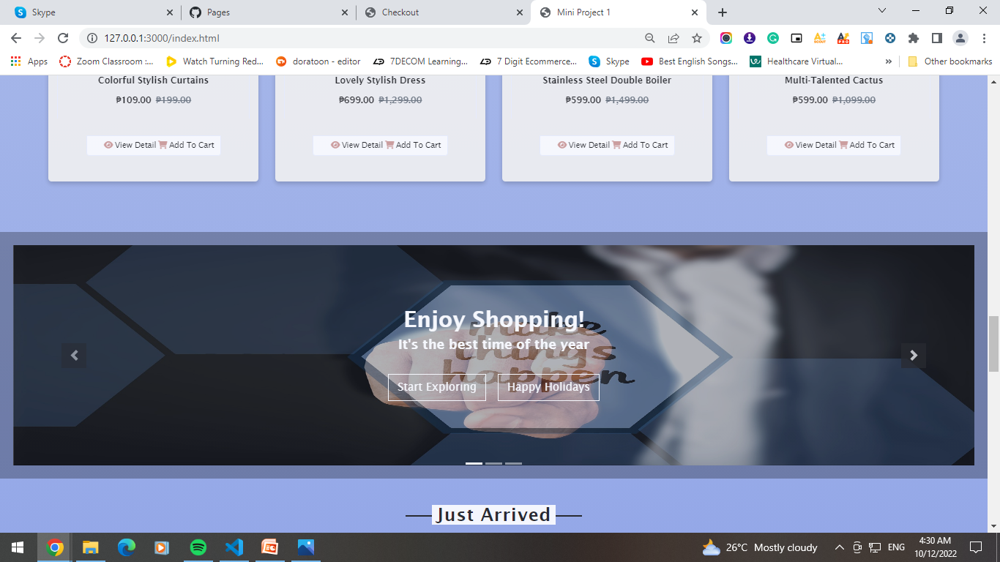 Skype
Pages
Checkout
Mini Project 1
127.0.0.1:3000/index.html
Apps
Zoom Classroom :...
Watch Turning Red...
doratoon - editor
7DECOM Learning...
7 Digit Ecommerce...
Skype
Best English Songs...
Healthcare Virtual...
»
Other bookmarks
Colorful Stylish Curtains
Lovely Stylish Dress
Stainless Steel Double Boiler
Multi-Talented Cactus
₱109.00 ₱199.00
₱699.00 ₱1,299.00
₱599.00 ₱1,499.00
₱599.00 ₱1,099.00
View Detail Add To Cart
View Detail Add To Cart
View Detail Add To Cart
View Detail Add To Cart
Enjoy Shopping!
It's the best time of the year
make
things
happen
Start Exploring
Happy Holidays
Just Arrived
26°C Mostly cloudy
ENG
4:30 AM
10/12/2022